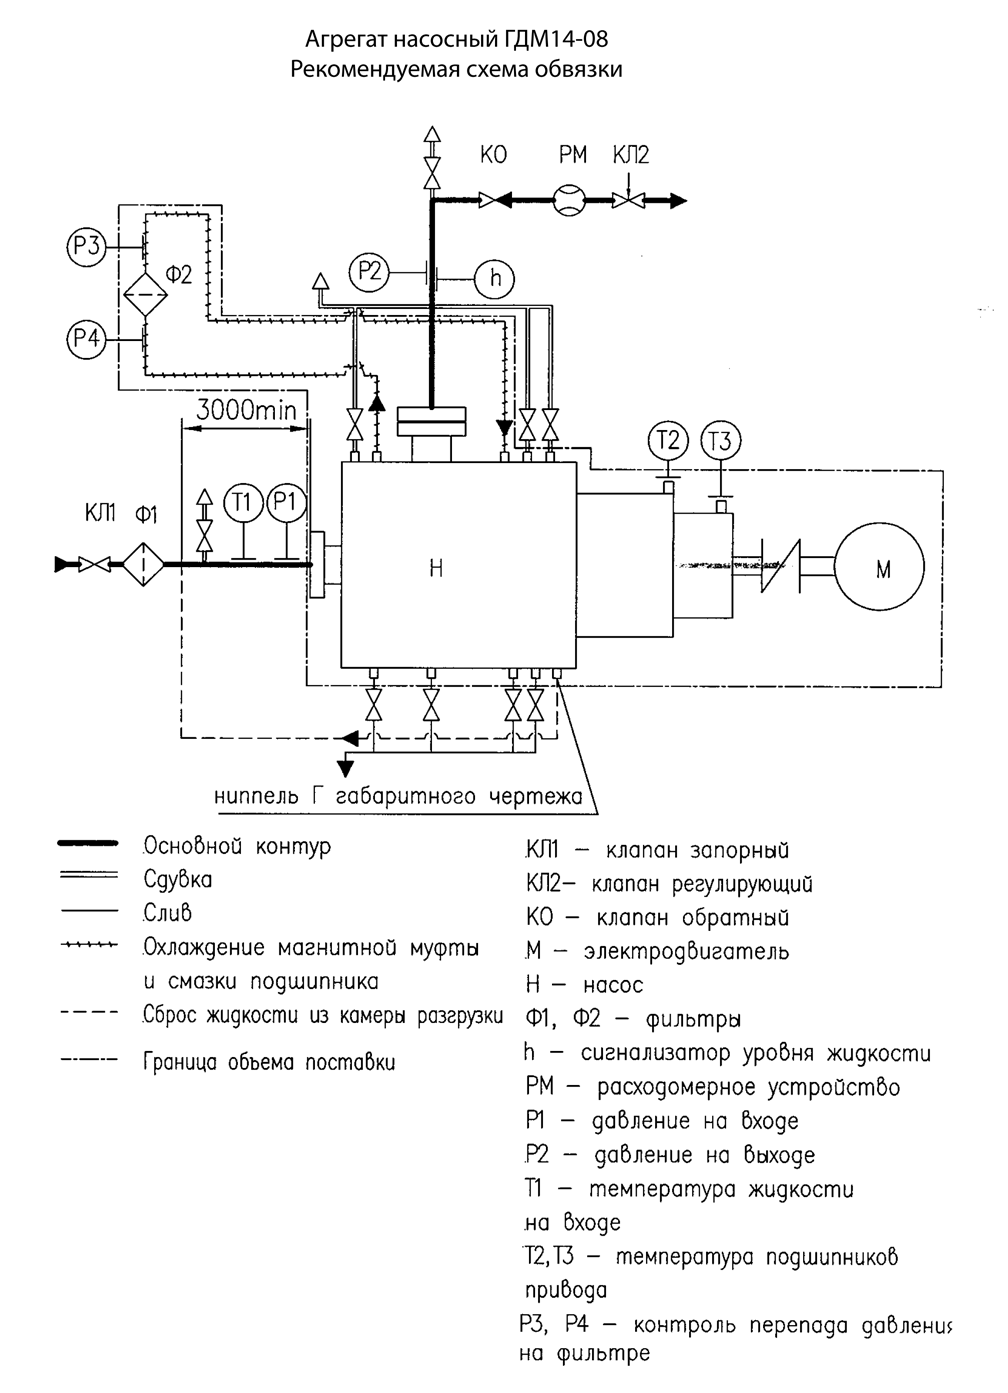 Агрегат насосный ГДМ14-08
Рекомендуемая схема обвязки
КО
РМ
КЛ2
Р3
Ф2
Р2
h
Р4
3000min
Т2
Т3
КЛ1
Ф1
Т1
Р1
Н
М
ниппель Г габаритного чертежа
Основной контур
Сдувка
Слив
Охлаждение магнитной муфты
и смазки подшипника
Сброс жидкости из камеры разгрузки
Граница объема поставки
КЛ1 – клапан запорный
КЛ2– клапан регулирующий
КО – клапан обратный
М – электродвигатель
Н – насос
Ф1, Ф2 – фильтры
h – сигнализатор уровня жидкости
РМ – расходомерное устройство
Р1 – давление на входе
Р2 – давление на выходе
Т1 – температура жидкости
на входе
Т2,Т3 – температура подшипников
привода
Р3, Р4 – контроль перепада давления
на фильтре